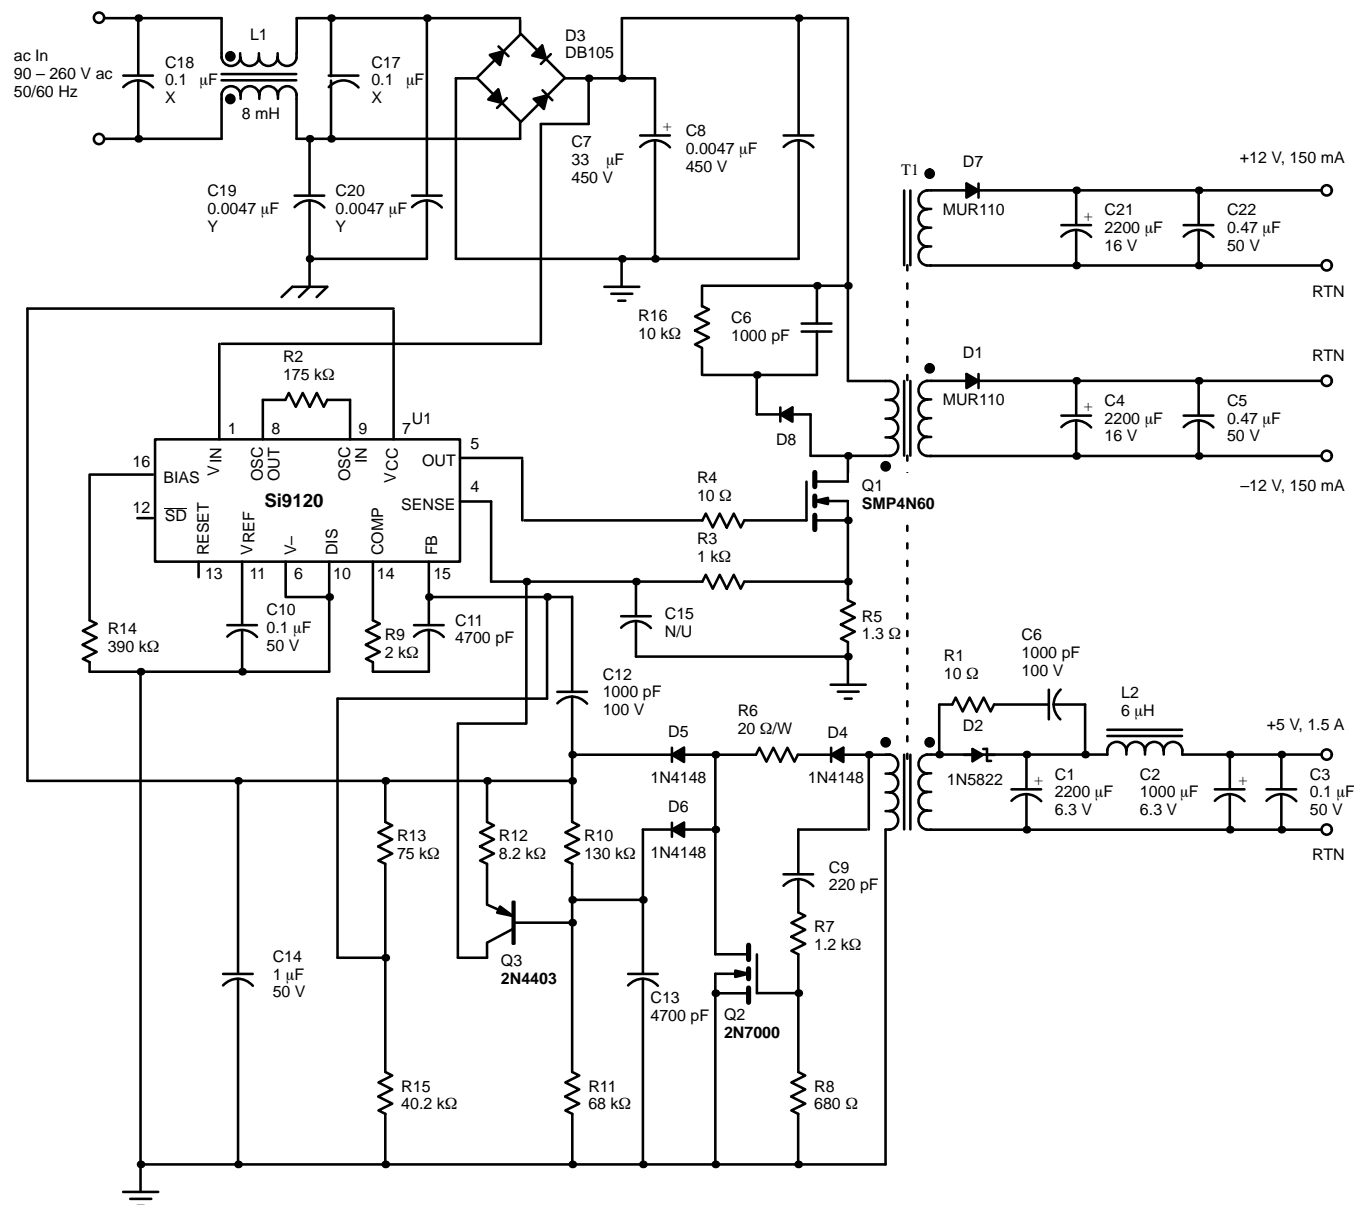 ac In
90 – 260 V ac
50/60 Hz
C18
0.1 µF
X
L1
8 mH
C17
0.1 µF
X
D3
DB105
C7
33 µF
450 V
C8
0.0047 µF
450 V
+
C19
0.0047 µF
Y
C20
0.0047 µF
Y
T1
D7
MUR110
+
C21
2200 µF
16 V
C22
0.47 µF
50 V
+12 V, 150 mA
RTN
R16
10 kΩ
C6
1000 pF
D8
D1
MUR110
+
C4
2200 µF
16 V
C5
0.47 µF
50 V
RTN
–12 V, 150 mA
R2
175 kΩ
U1
1
8
9
7
VIN
OSC
OUT
OSC
IN
VCC
16
BIAS
12
SD
Si9120
OUT
5
SENSE
4
RESET
VREF
V–
DIS
COMP
FB
13
11
6
10
14
15
R4
10 Ω
Q1
SMP4N60
R3
1 kΩ
C15
N/U
R5
1.3 Ω
R14
390 kΩ
C10
0.1 µF
50 V
R9
2 kΩ
C11
4700 pF
C12
1000 pF
100 V
D5
1N4148
R6
20 Ω/W
D4
1N4148
D6
1N4148
R1
10 Ω
C6
1000 pF
100 V
D2
1N5822
L2
6 µH
+5 V, 1.5 A
+
C1
2200 µF
6.3 V
C2
1000 µF
6.3 V
+
C3
0.1 µF
50 V
RTN
R13
75 kΩ
R12
8.2 kΩ
R10
130 kΩ
C9
220 pF
R7
1.2 kΩ
C14
1 µF
50 V
Q3
2N4403
C13
4700 pF
Q2
2N7000
R15
40.2 kΩ
R11
68 kΩ
R8
680 Ω